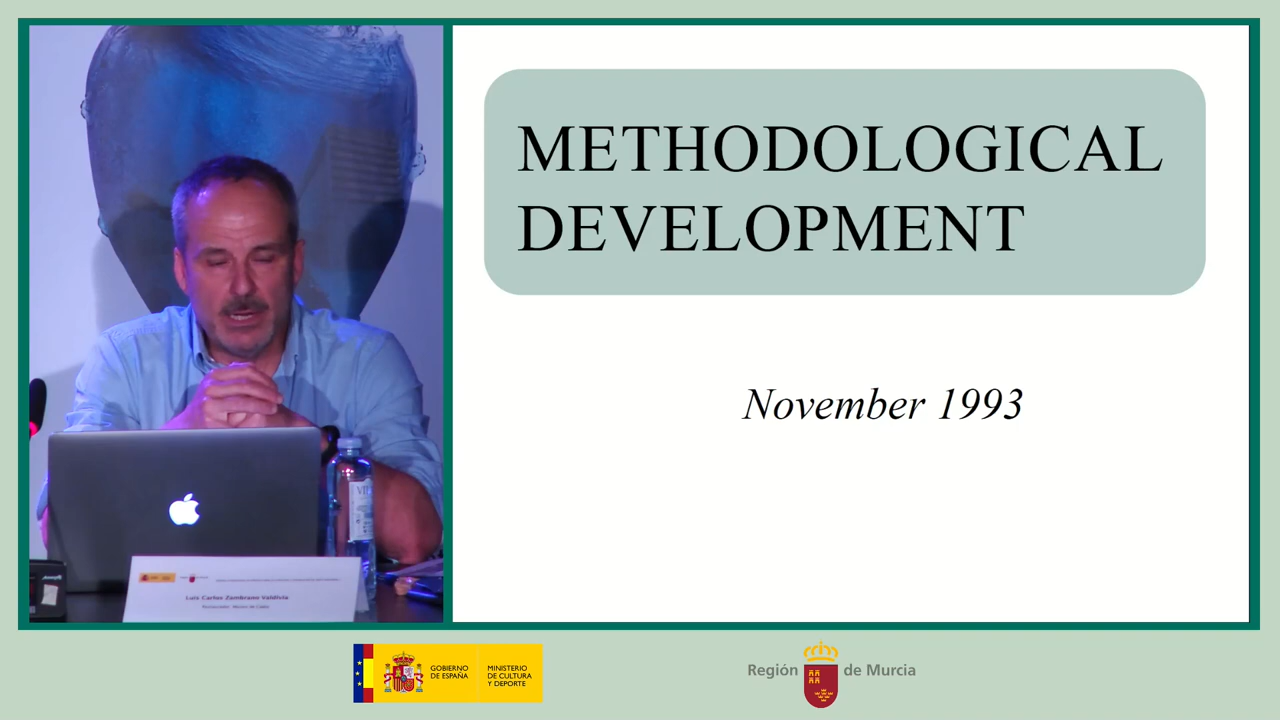 METHODOLOGICAL
DEVELOPMENT
November 1993
Luis Carlos Zambrano Valdivia
GOBIERNO
DE ESPAÑA
MINISTERIO
DE CULTURA
Y DEPORTE
Región de Murcia